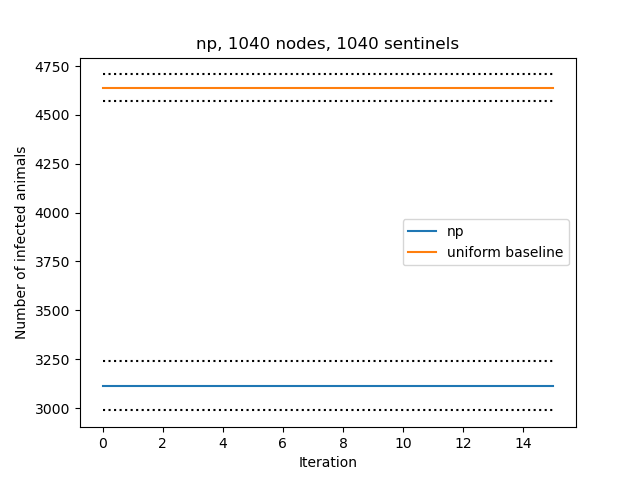 np, 1040 nodes, 1040 sentinels
Number of infected animals
4750
4500
4250
4000
3750
3500
3250
3000
np
uniform baseline
0 2 4 6 8 10 12 14
Iteration